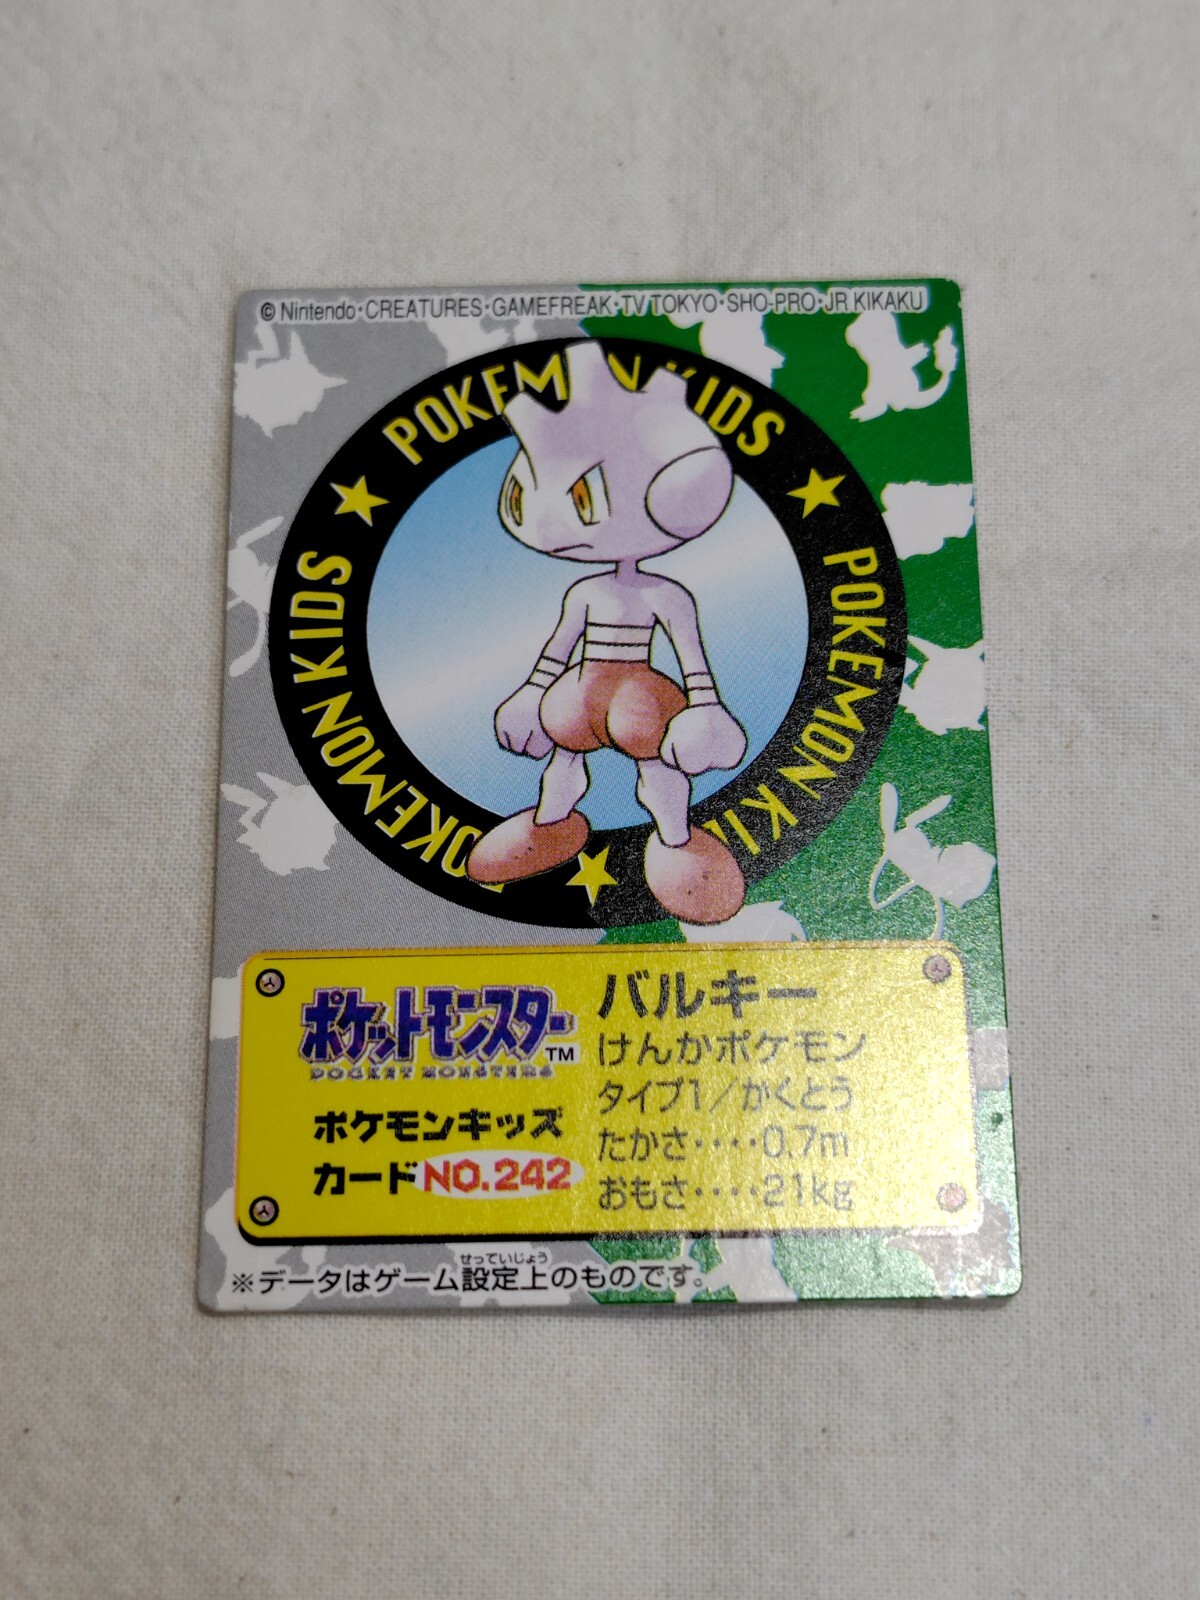 © Nintendo・CREATURES・GAMEFREAK・TV TOKYO・SHO-PRO・JR KIKAKU
POKEMON KIDS
POKEMON KIDS
POKEMON KIDS
ポケットモンスター™
POCKET MONSTERS
ポケモンキッズ
カードNO.242
バルキー
けんかポケモン
タイプ1/かくとう
たかさ‥‥0.7m
おもさ‥‥21kg
せっていじょう
※データはゲーム設定上のものです。